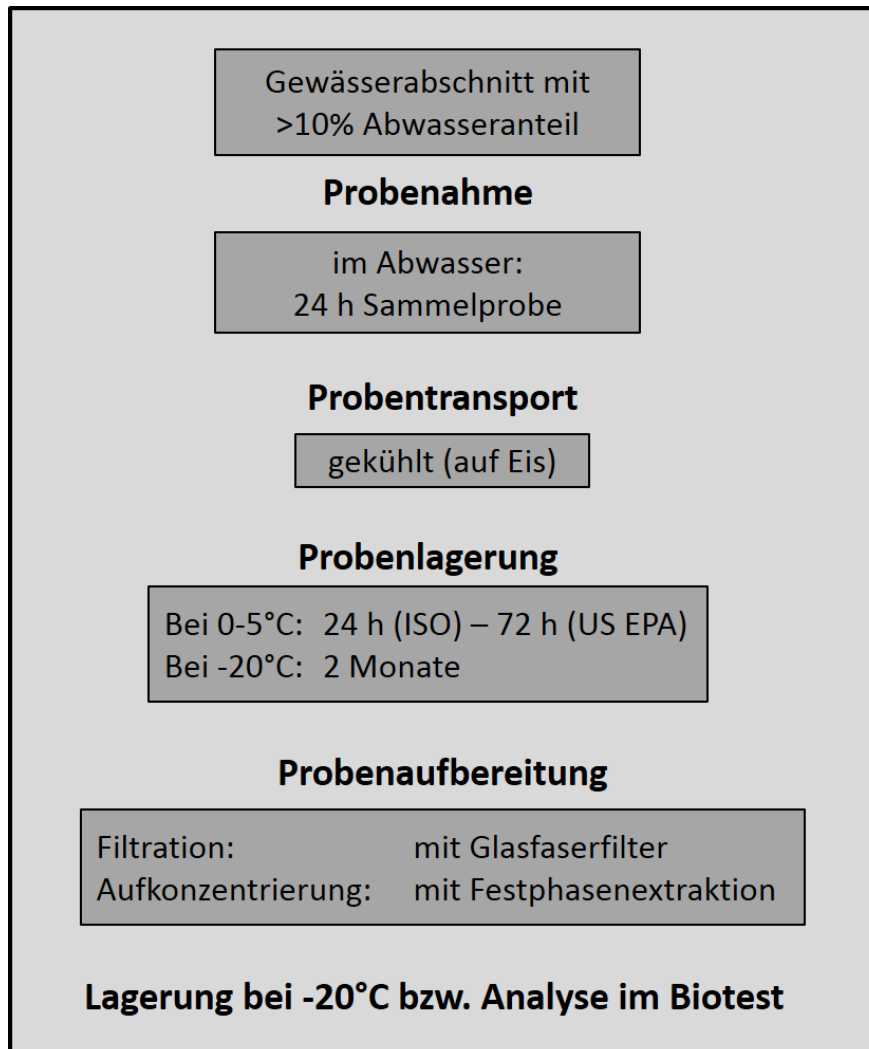 Gewässerabschnitt mit
>10% Abwasseranteil
Probenahme
im Abwasser:
24 h Sammelprobe
Probentransport
gekühlt (auf Eis)
Probenlagerung
Bei 0-5°C: 24 h (ISO) – 72 h (US EPA)
Bei -20°C: 2 Monate
Probenaufbereitung
Filtration: mit Glasfaserfilter
Aufkonzentrierung: mit Festphasenextraktion
Lagerung bei -20°C bzw. Analyse im Biotest